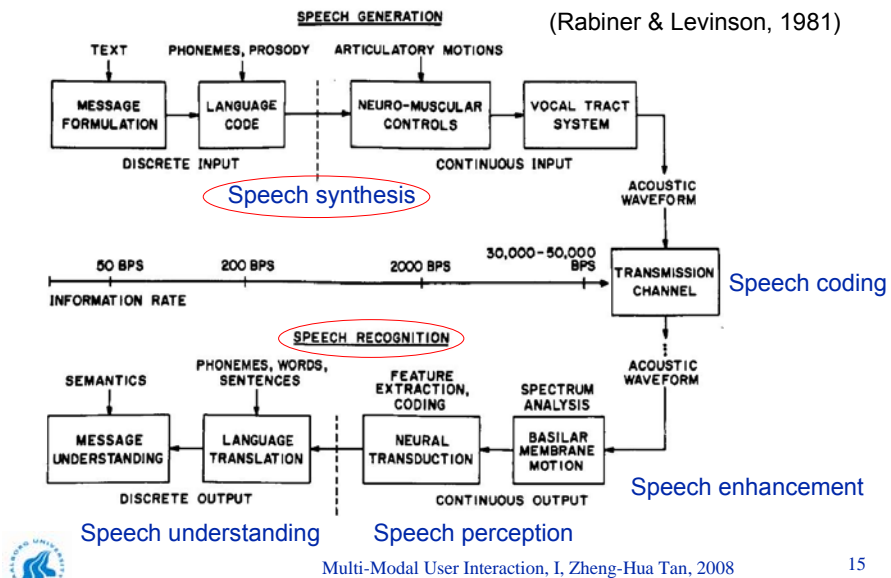 SPEECH GENERATION
(Rabiner & Levinson, 1981)
TEXT
PHONEMES, PROSODY
ARTICULATORY MOTIONS
MESSAGE
FORMULATION
LANGUAGE
CODE
NEURO-MUSCULAR
CONTROLS
VOCAL TRACT
SYSTEM
DISCRETE INPUT
CONTINUOUS INPUT
Speech synthesis
ACOUSTIC
WAVEFORM
50 BPS
200 BPS
2000 BPS
30,000-50,000
BPS
INFORMATION RATE
TRANSMISSION
CHANNEL
Speech coding
SPEECH RECOGNITION
ACOUSTIC
WAVEFORM
SEMANTICS
PHONEMES, WORDS,
SENTENCES
FEATURE
EXTRACTION,
CODING
SPECTRUM
ANALYSIS
MESSAGE
UNDERSTANDING
LANGUAGE
TRANSLATION
NEURAL
TRANSDUCTION
BASILAR
MEMBRANE
MOTION
DISCRETE OUTPUT
CONTINUOUS OUTPUT
Speech enhancement
Speech understanding
Speech perception
Multi-Modal User Interaction, I, Zheng-Hua Tan, 2008
15